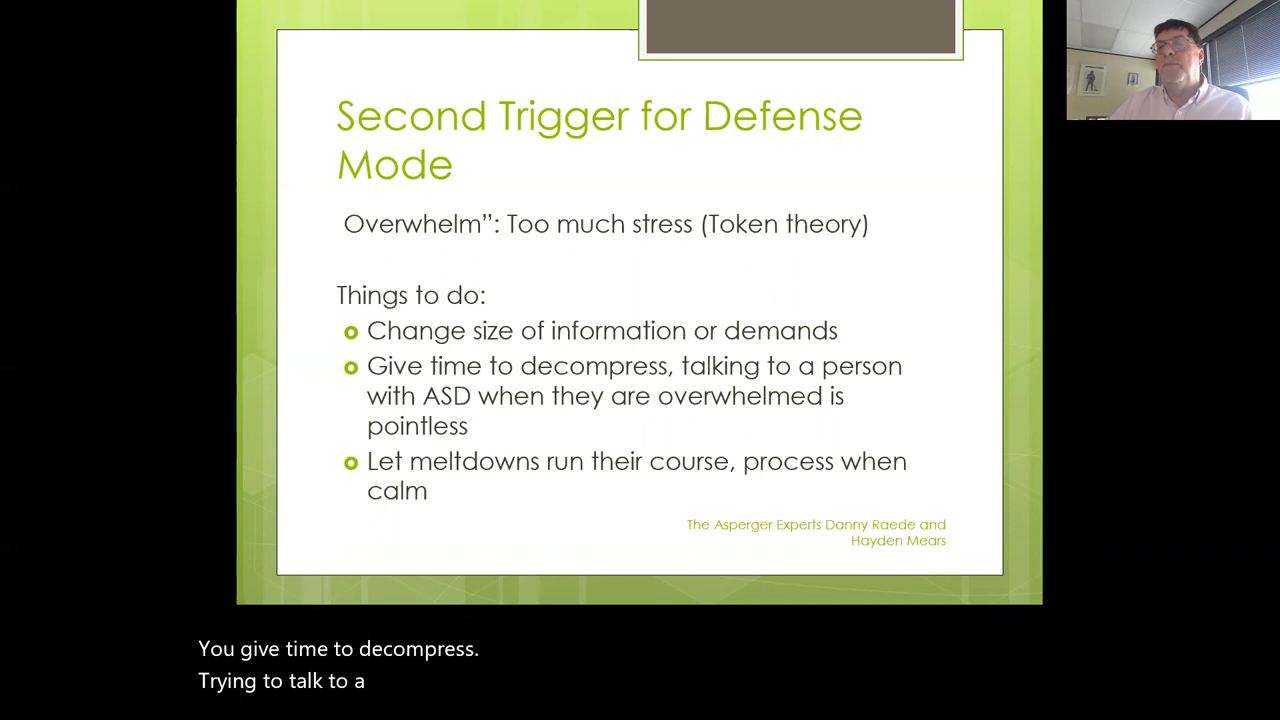 Second Trigger for Defense
Mode
Overwhelm”: Too much stress (Token theory)
Things to do:
Change size of information or demands
Give time to decompress, talking to a person
with ASD when they are overwhelmed is
pointless
Let meltdowns run their course, process when
calm
The Asperger Experts Danny Raede and
Hayden Mears
You give time to decompress.
Trying to talk to a